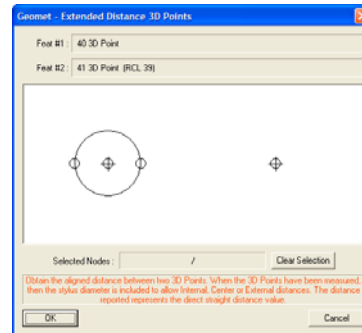 Geomet - Extended Distance 3D Points
Feat #1 : 40 3D Point
Feat #2 : 41 3D Point (RCL 39)
Selected Nodes : / Clear Selection
Obtain the aligned distance between two 3D Points. When the 3D Points have been measured,
then the stylus diameter is included to allow Internal, Center or External distances. The distance
reported represents the direct straight distance value.
OK Cancel